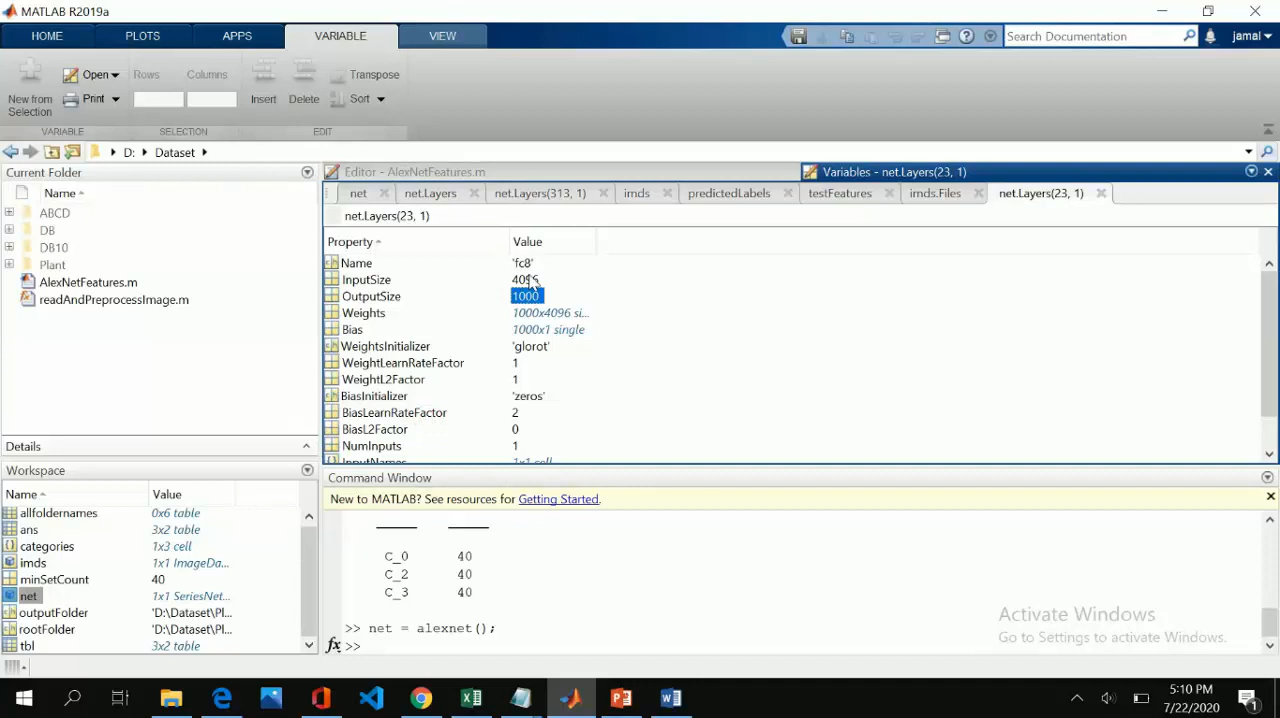 MATLAB R2019a
HOME PLOTS APPS VARIABLE VIEW Search Documentation jamal
New from Selection Open Print Rows Columns Insert Delete Transpose Sort
VARIABLE SELECTION EDIT
D: Dataset
Current Folder
Name
ABCD
DB
DB10
Plant
AlexNetFeatures.m
readAndPreprocessImage.m
Details
Workspace
Name Value
allfoldernames 0x6 table
ans 3x2 table
categories 1x3 cell
imds 1x1 ImageDa...
minSetCount 40
net 1x1 SeriesNet...
outputFolder 'D:\Dataset\Pl...
rootFolder 'D:\Dataset\Pl...
tbl 3x2 table
Editor - AlexNetFeatures.m Variables - net.Layers(23, 1)
net net.Layers net.Layers(313, 1) imds predictedLabels testFeatures imds.Files net.Layers(23, 1)
net.Layers(23, 1)
Property Value
Name 'fc8'
InputSize 4096
OutputSize 1000
Weights 1000x4096 si...
Bias 1000x1 single
WeightsInitializer 'glorot'
WeightLearnRateFactor 1
WeightL2Factor 1
BiasInitializer 'zeros'
BiasLearnRateFactor 2
BiasL2Factor 0
NumInputs 1
InputNames 1x1 cell
Command Window
New to MATLAB? See resources for Getting Started.
C_0 40
C_2 40
C_3 40
>> net = alexnet();
fx >>
Activate Windows
Go to Settings to activate Windows.
5:10 PM
7/22/2020
1